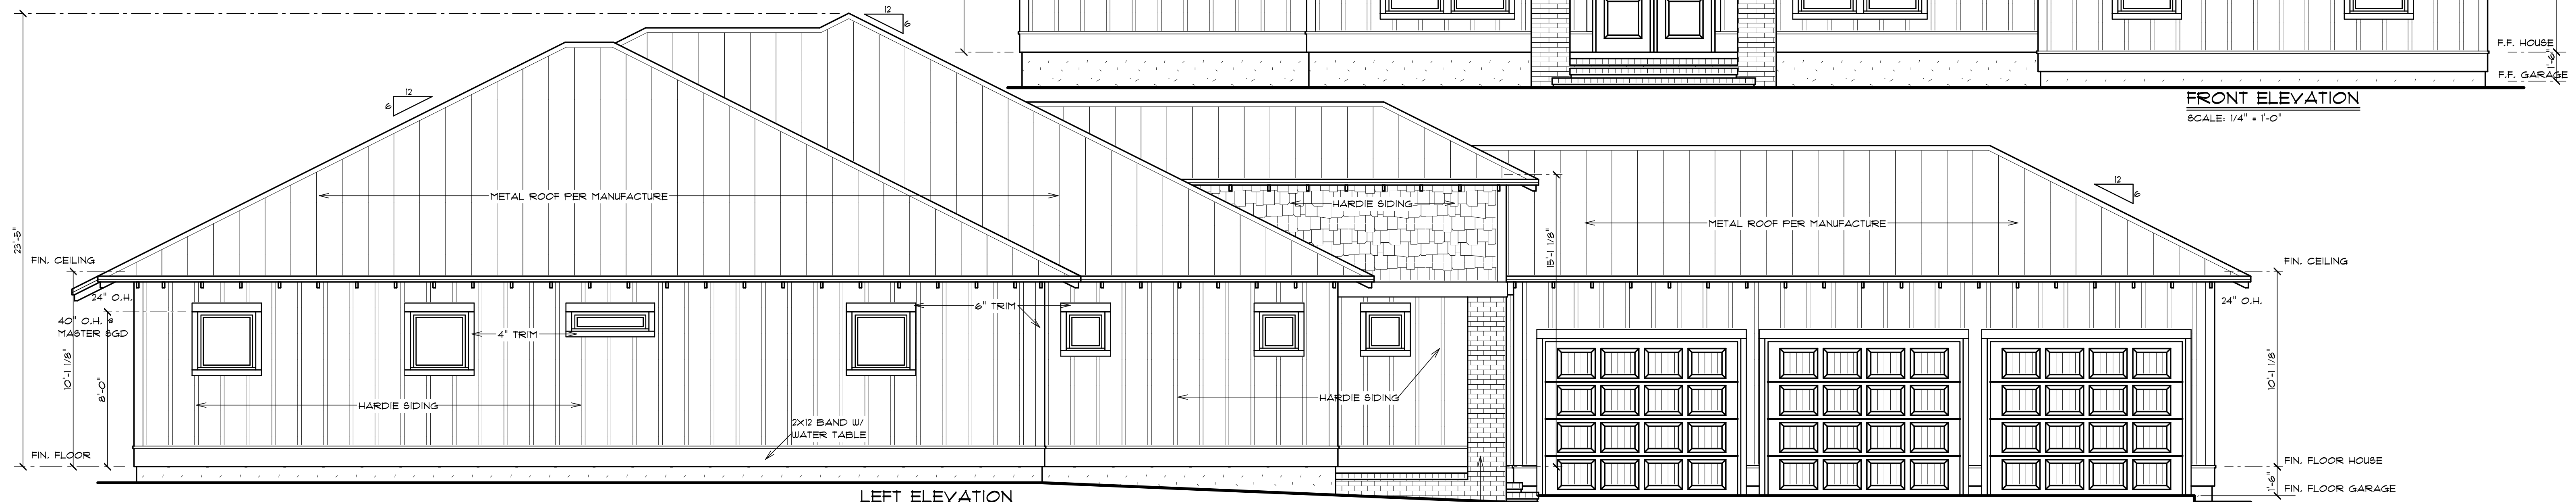 12
6
F.F. HOUSE
1'-6"
F.F. GARAGE
FRONT ELEVATION
SCALE: 1/4" = 1'-0"
12
6
12
6
23'-5"
METAL ROOF PER MANUFACTURE
HARDIE SIDING
METAL ROOF PER MANUFACTURE
15'-1 1/8"
FIN. CEILING
FIN. CEILING
24" O.H.
40" O.H. @
MASTER SGD
6" TRIM
4" TRIM
24" O.H.
10'-1 1/8"
8'-0"
10'-1 1/8"
HARDIE SIDING
HARDIE SIDING
2X12 BAND W/
WATER TABLE
FIN. FLOOR
FIN. FLOOR HOUSE
1'-6"
FIN. FLOOR GARAGE
LEFT ELEVATION